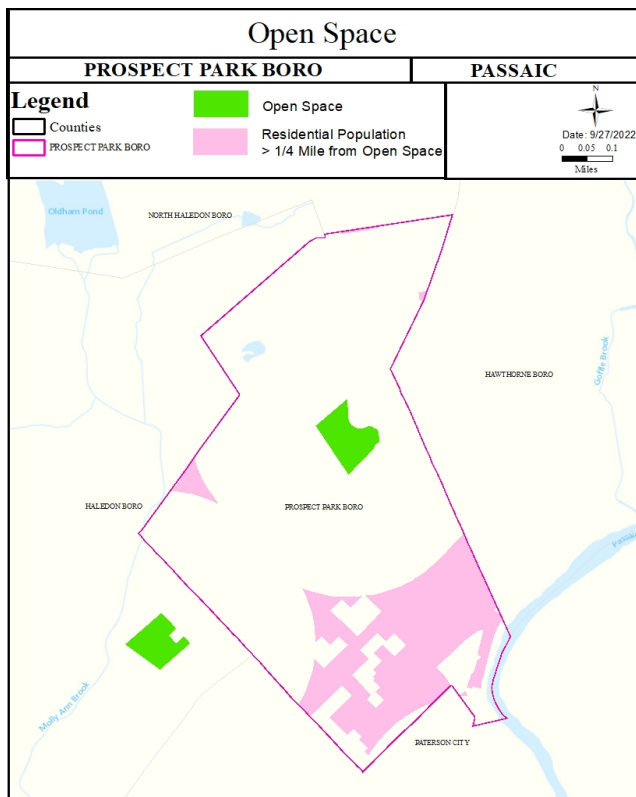 Open Space
PROSPECT PARK BORO
PASSAIC
Legend
Counties
PROSPECT PARK BORO
Open Space
Residential Population
> 1/4 Mile from Open Space
N
Date: 9/27/2022
0 0.05 0.1
Miles
Oldham Pond
NORTH HALEDON BORO
Goffle Brook
HAWTHORNE BORO
HALEDON BORO
PROSPECT PARK BORO
Passai
Molly Ann Brook
PATERSON CITY